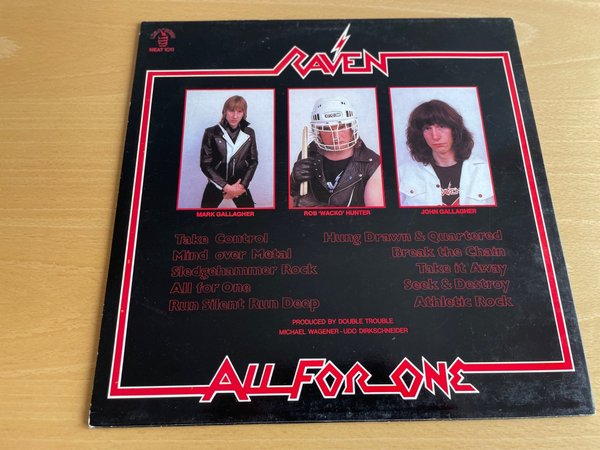 NEAT 1011
RAVEN
MARK GALLAGHER
ROB 'WACKO' HUNTER
JOHN GALLAGHER
Take Control
Mind over Metal
Sledgehammer Rock
All for One
Run Silent Run Deep
Hung Drawn & Quartered
Break the Chain
Take it Away
Seek & Destroy
Athletic Rock
PRODUCED BY DOUBLE TROUBLE
MICHAEL WAGENER-UDO DIRKSCHNEIDER
ALL FOR ONE